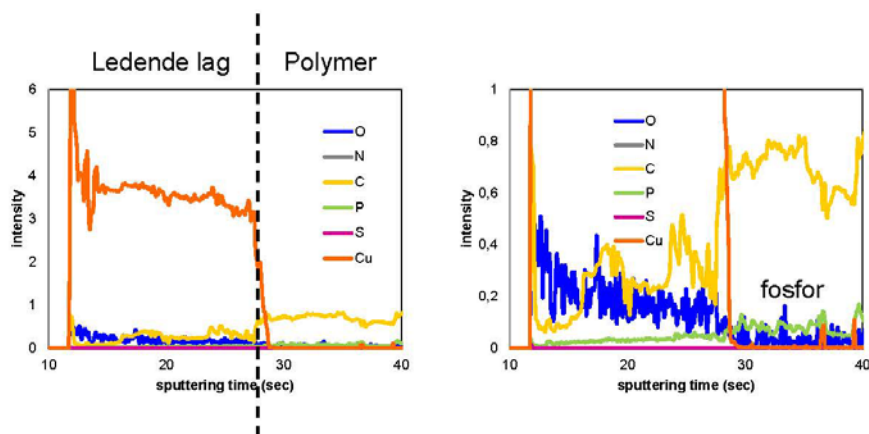 Ledende lag
Polymer
6
5
4
3
2
1
0
intensity
10
20
30
40
sputtering time (sec)
O
N
C
P
S
Cu
1
0,8
0,6
0,4
0,2
0
intensity
10
20
30
40
sputtering time (sec)
O
N
C
P
S
Cu
fosfor